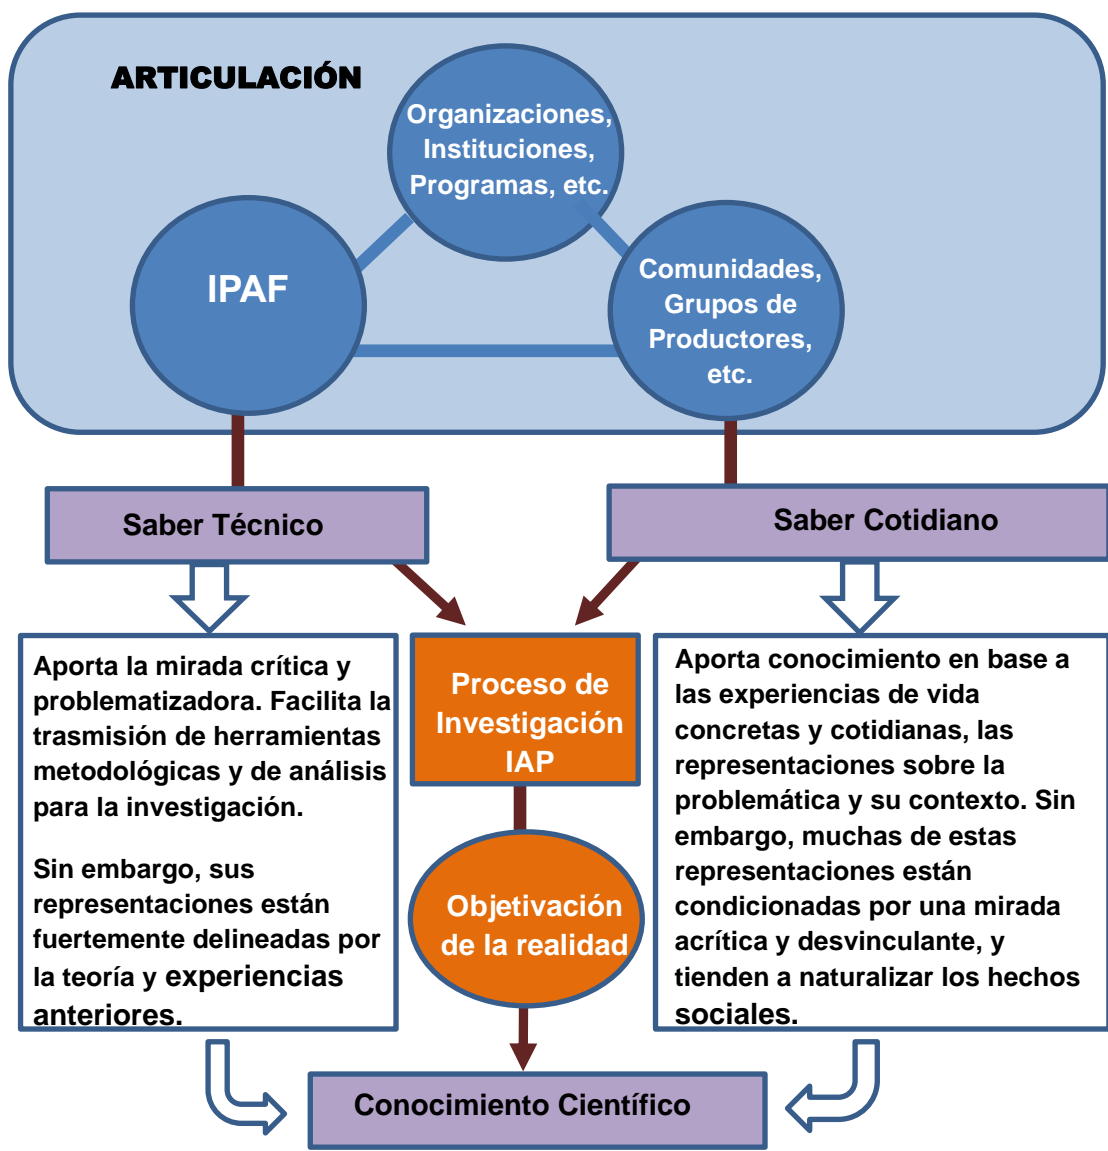 ARTICULACIÓN
Organizaciones,
Instituciones,
Programas, etc.
IPAF
Comunidades,
Grupos de
Productores,
etc.
Saber Técnico
Saber Cotidiano
Aporta la mirada crítica y
problematizadora. Facilita la
trasmisión de herramientas
metodológicas y de análisis
para la investigación.
Sin embargo, sus
representaciones están
fuertemente delineadas por
la teoría y experiencias
anteriores.
Proceso de
Investigación
IAP
Objetivación
de la realidad
Aporta conocimiento en base a
las experiencias de vida
concretas y cotidianas, las
representaciones sobre la
problemática y su contexto. Sin
embargo, muchas de estas
representaciones están
condicionadas por una mirada
acrítica y desvinculante, y
tienden a naturalizar los hechos
sociales.
Conocimiento Científico